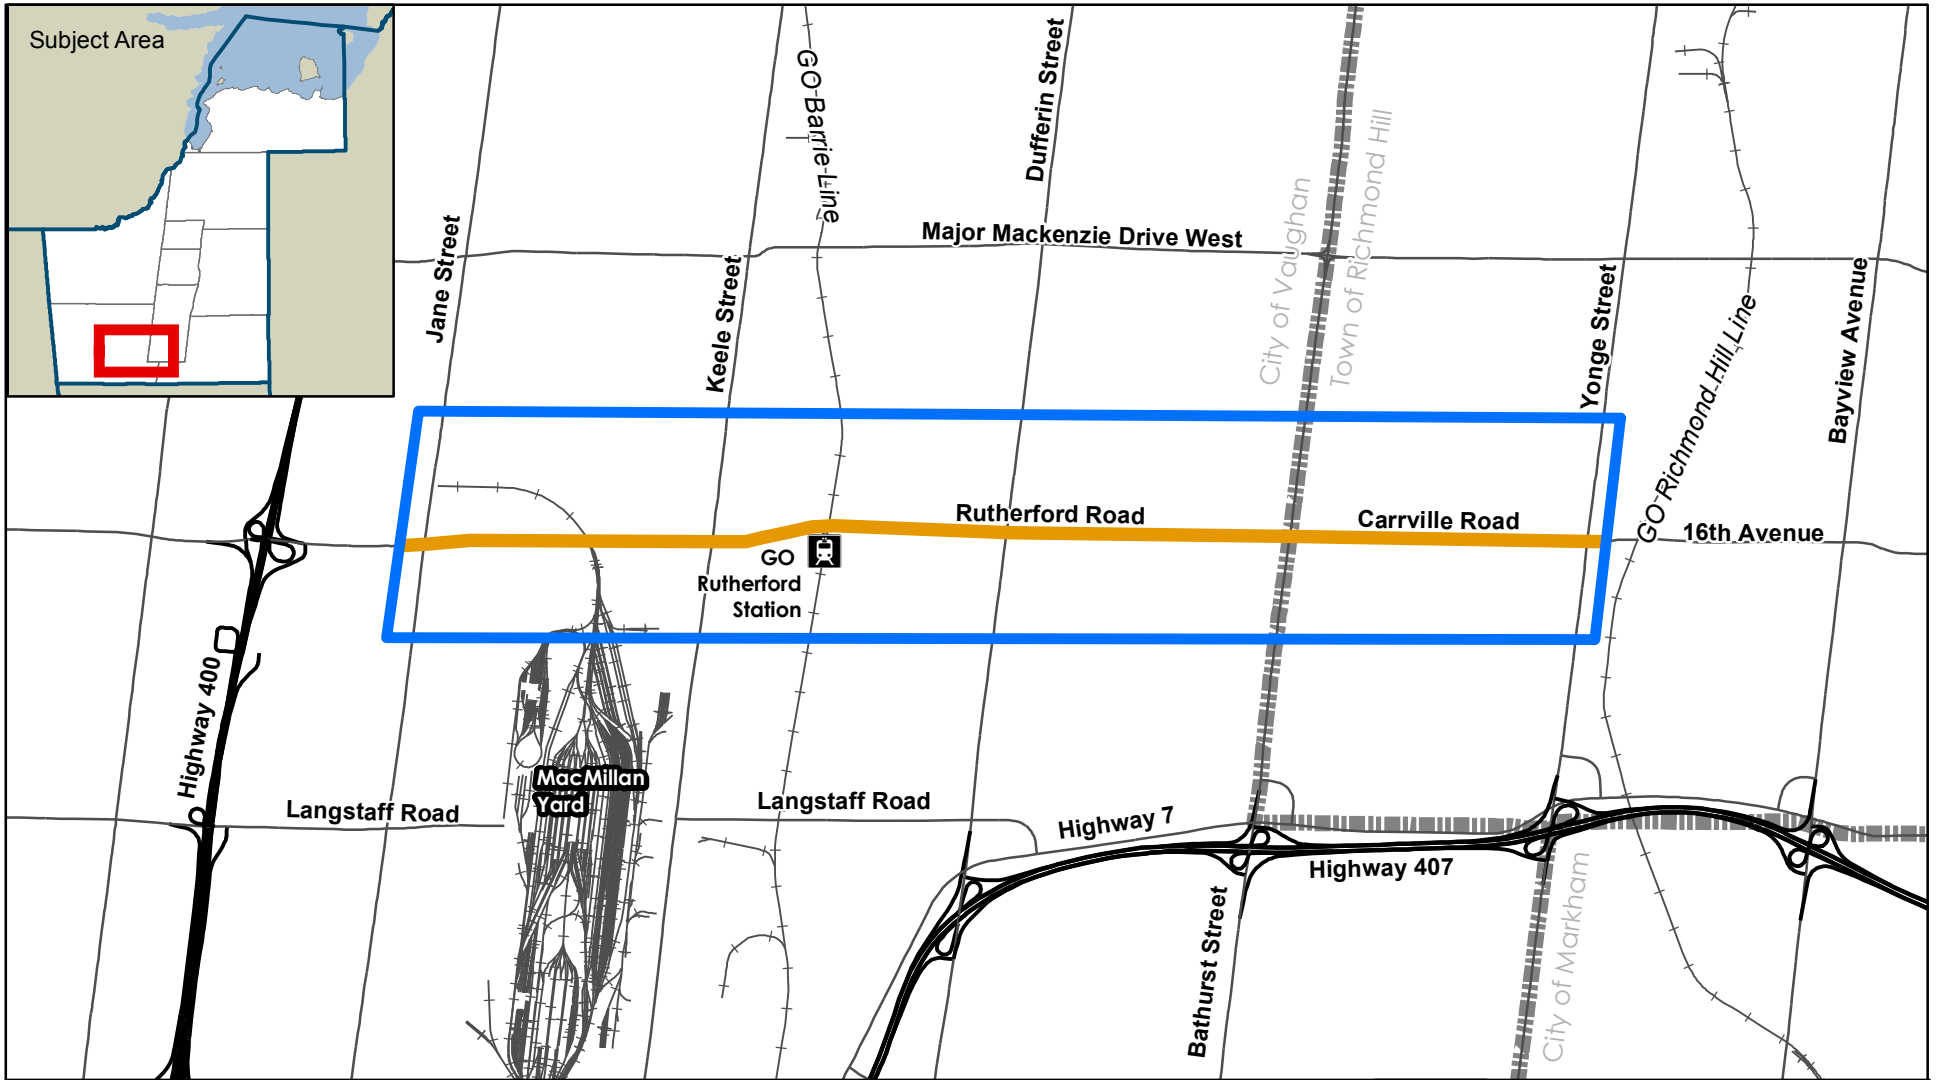 Subject Area
GO Barrie Line
Dufferin Street
City of Vaughan
Town of Richmond Hill
Major Mackenzie Drive West
Jane Street
Keele Street
Yonge Street
GO Richmond Hill Line
Bayview Avenue
Rutherford Road
Carrville Road
16th Avenue
GO
Rutherford
Station
Highway 400
MacMillan
Yard
Langstaff Road
Langstaff Road
Highway 7
Highway 407
Bathurst Street
City of Markham